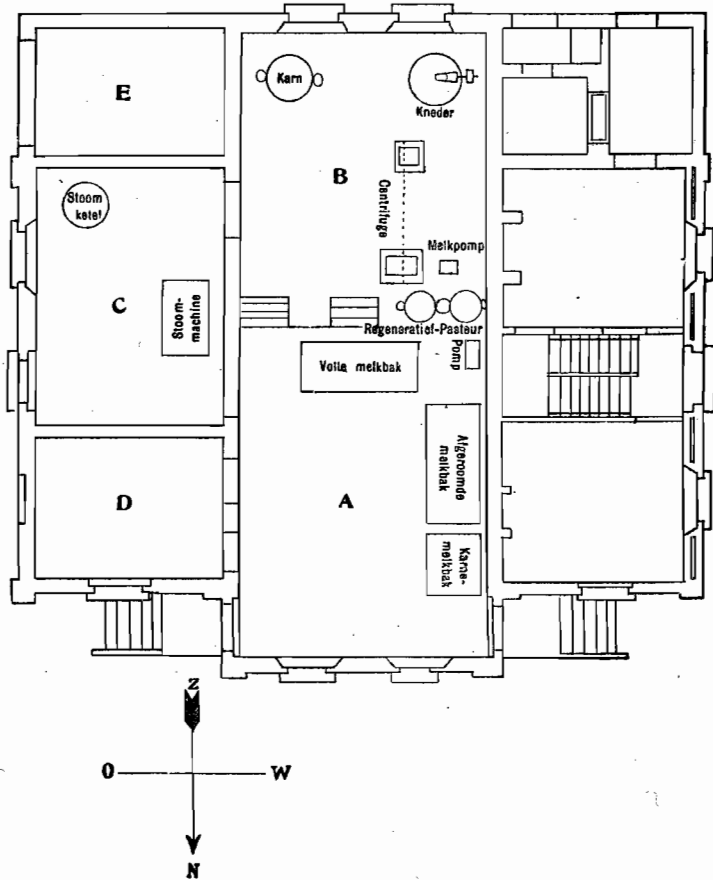 E
Karn
Kneder
B
Centrifuge
Melkpomp
Stoom
ketel
C
Stoom-
machine
Regeneratief-Pasteur
Pomp
Volle melkbak
Afgeroomde
melkbak
D
A
Karne-
melkbak
Z
O
W
N